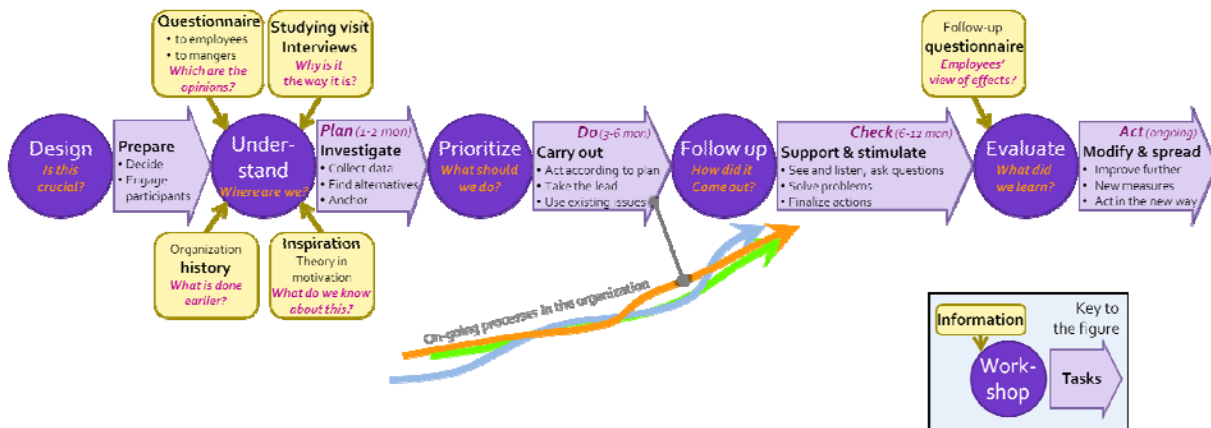 Questionnaire
• to employees
• to mangers
Which are the
opinions?
Studying visit
Interviews
Why is it
the way it is?
Follow-up
questionnaire
Employees'
view of effects?
Design
Is this
crucial?
Prepare
• Decide
• Engage
participants
Under-
stand
Where are we?
Plan (1-2 mon)
Investigate
• Collect data
• Find alternatives
• Anchor
Prioritize
What should
we do?
Do (3-6 mon)
Carry out
• Act according to plan
• Take the lead
• Use existing issues
Follow up
How did it
Come out?
Check (6-12 mon)
Support & stimulate
• See and listen, ask questions
• Solve problems
• Finalize actions
Evaluate
What did
we learn?
Act (ongoing)
Modify & spread
• Improve further
• New measures
• Act in the new way
Organization
history
What is done
earlier?
Inspiration
Theory in
motivation
What do we know
about this?
On-going processes in the organization
Key to
the figure
Information
Work-
shop
Tasks